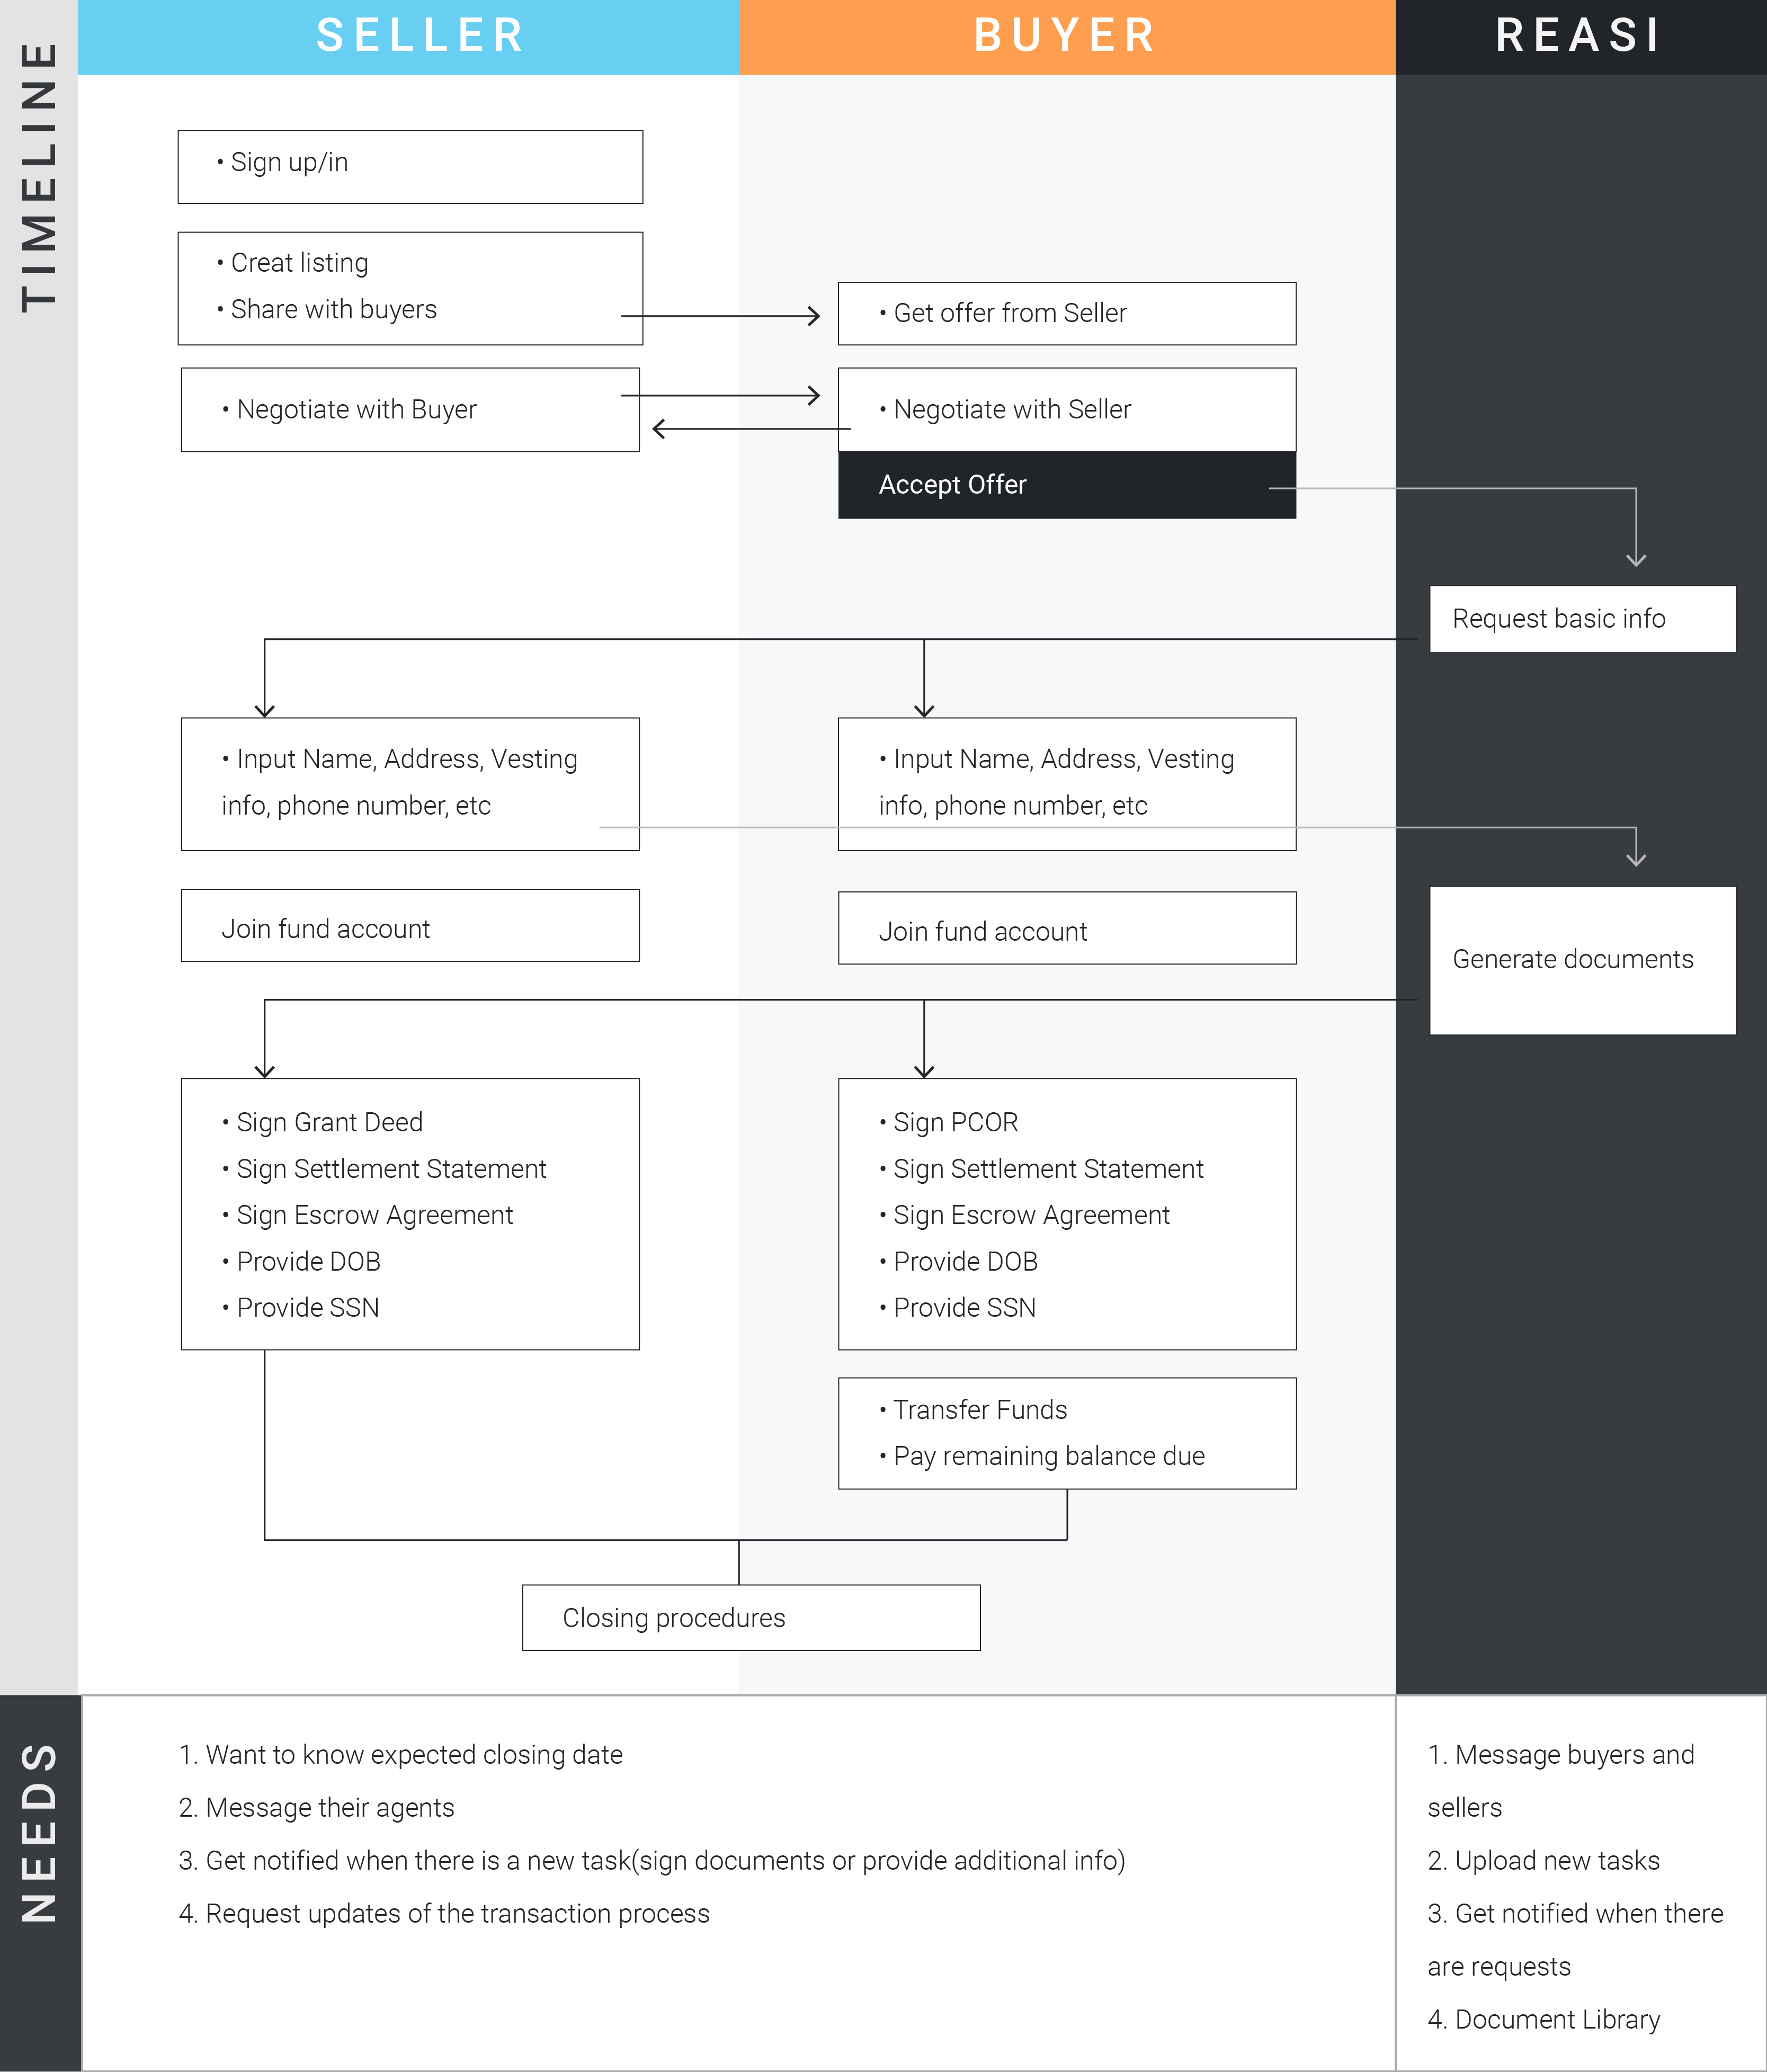 TIMELINE
SELLER
BUYER
REASI
• Sign up/in
• Creat listing
• Share with buyers
• Get offer from Seller
• Negotiate with Buyer
• Negotiate with Seller
Accept Offer
Request basic info
• Input Name, Address, Vesting
info, phone number, etc
• Input Name, Address, Vesting
info, phone number, etc
Join fund account
Join fund account
Generate documents
• Sign Grant Deed
• Sign Settlement Statement
• Sign Escrow Agreement
• Provide DOB
• Provide SSN
• Sign PCOR
• Sign Settlement Statement
• Sign Escrow Agreement
• Provide DOB
• Provide SSN
• Transfer Funds
• Pay remaining balance due
Closing procedures
NEEDS
1. Want to know expected closing date
2. Message their agents
3. Get notified when there is a new task(sign documents or provide additional info)
4. Request updates of the transaction process
1. Message buyers and
sellers
2. Upload new tasks
3. Get notified when there
are requests
4. Document Library